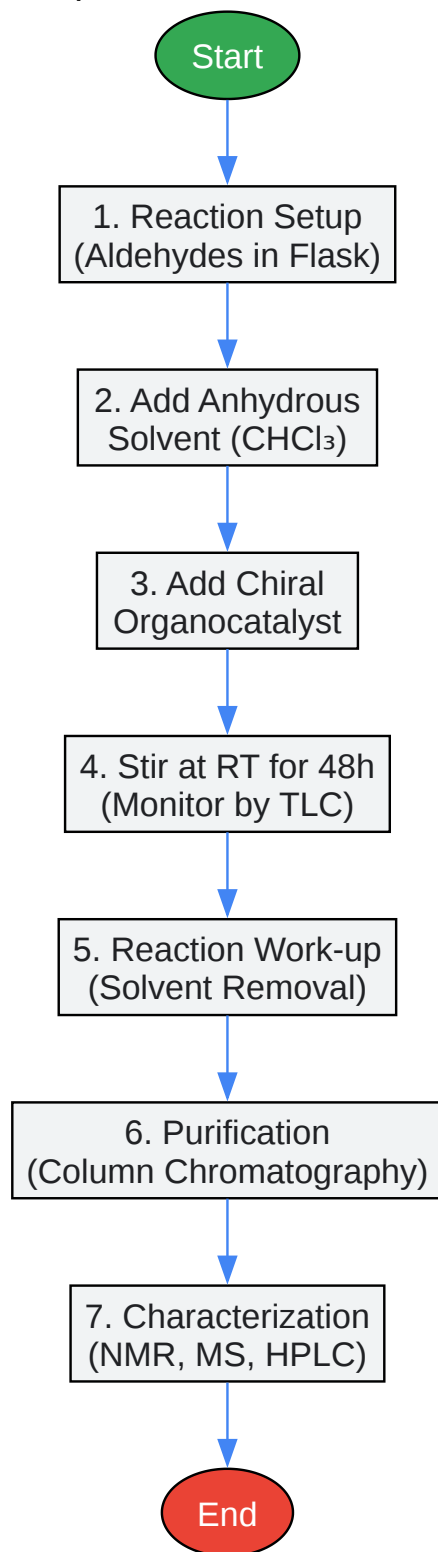 Start
1. Reaction Setup
(Aldehydes in Flask)
2. Add Anhydrous
Solvent (CHCl₃)
3. Add Chiral
Organocatalyst
4. Stir at RT for 48h
(Monitor by TLC)
5. Reaction Work-up
(Solvent Removal)
6. Purification
(Column Chromatography)
7. Characterization
(NMR, MS, HPLC)
End